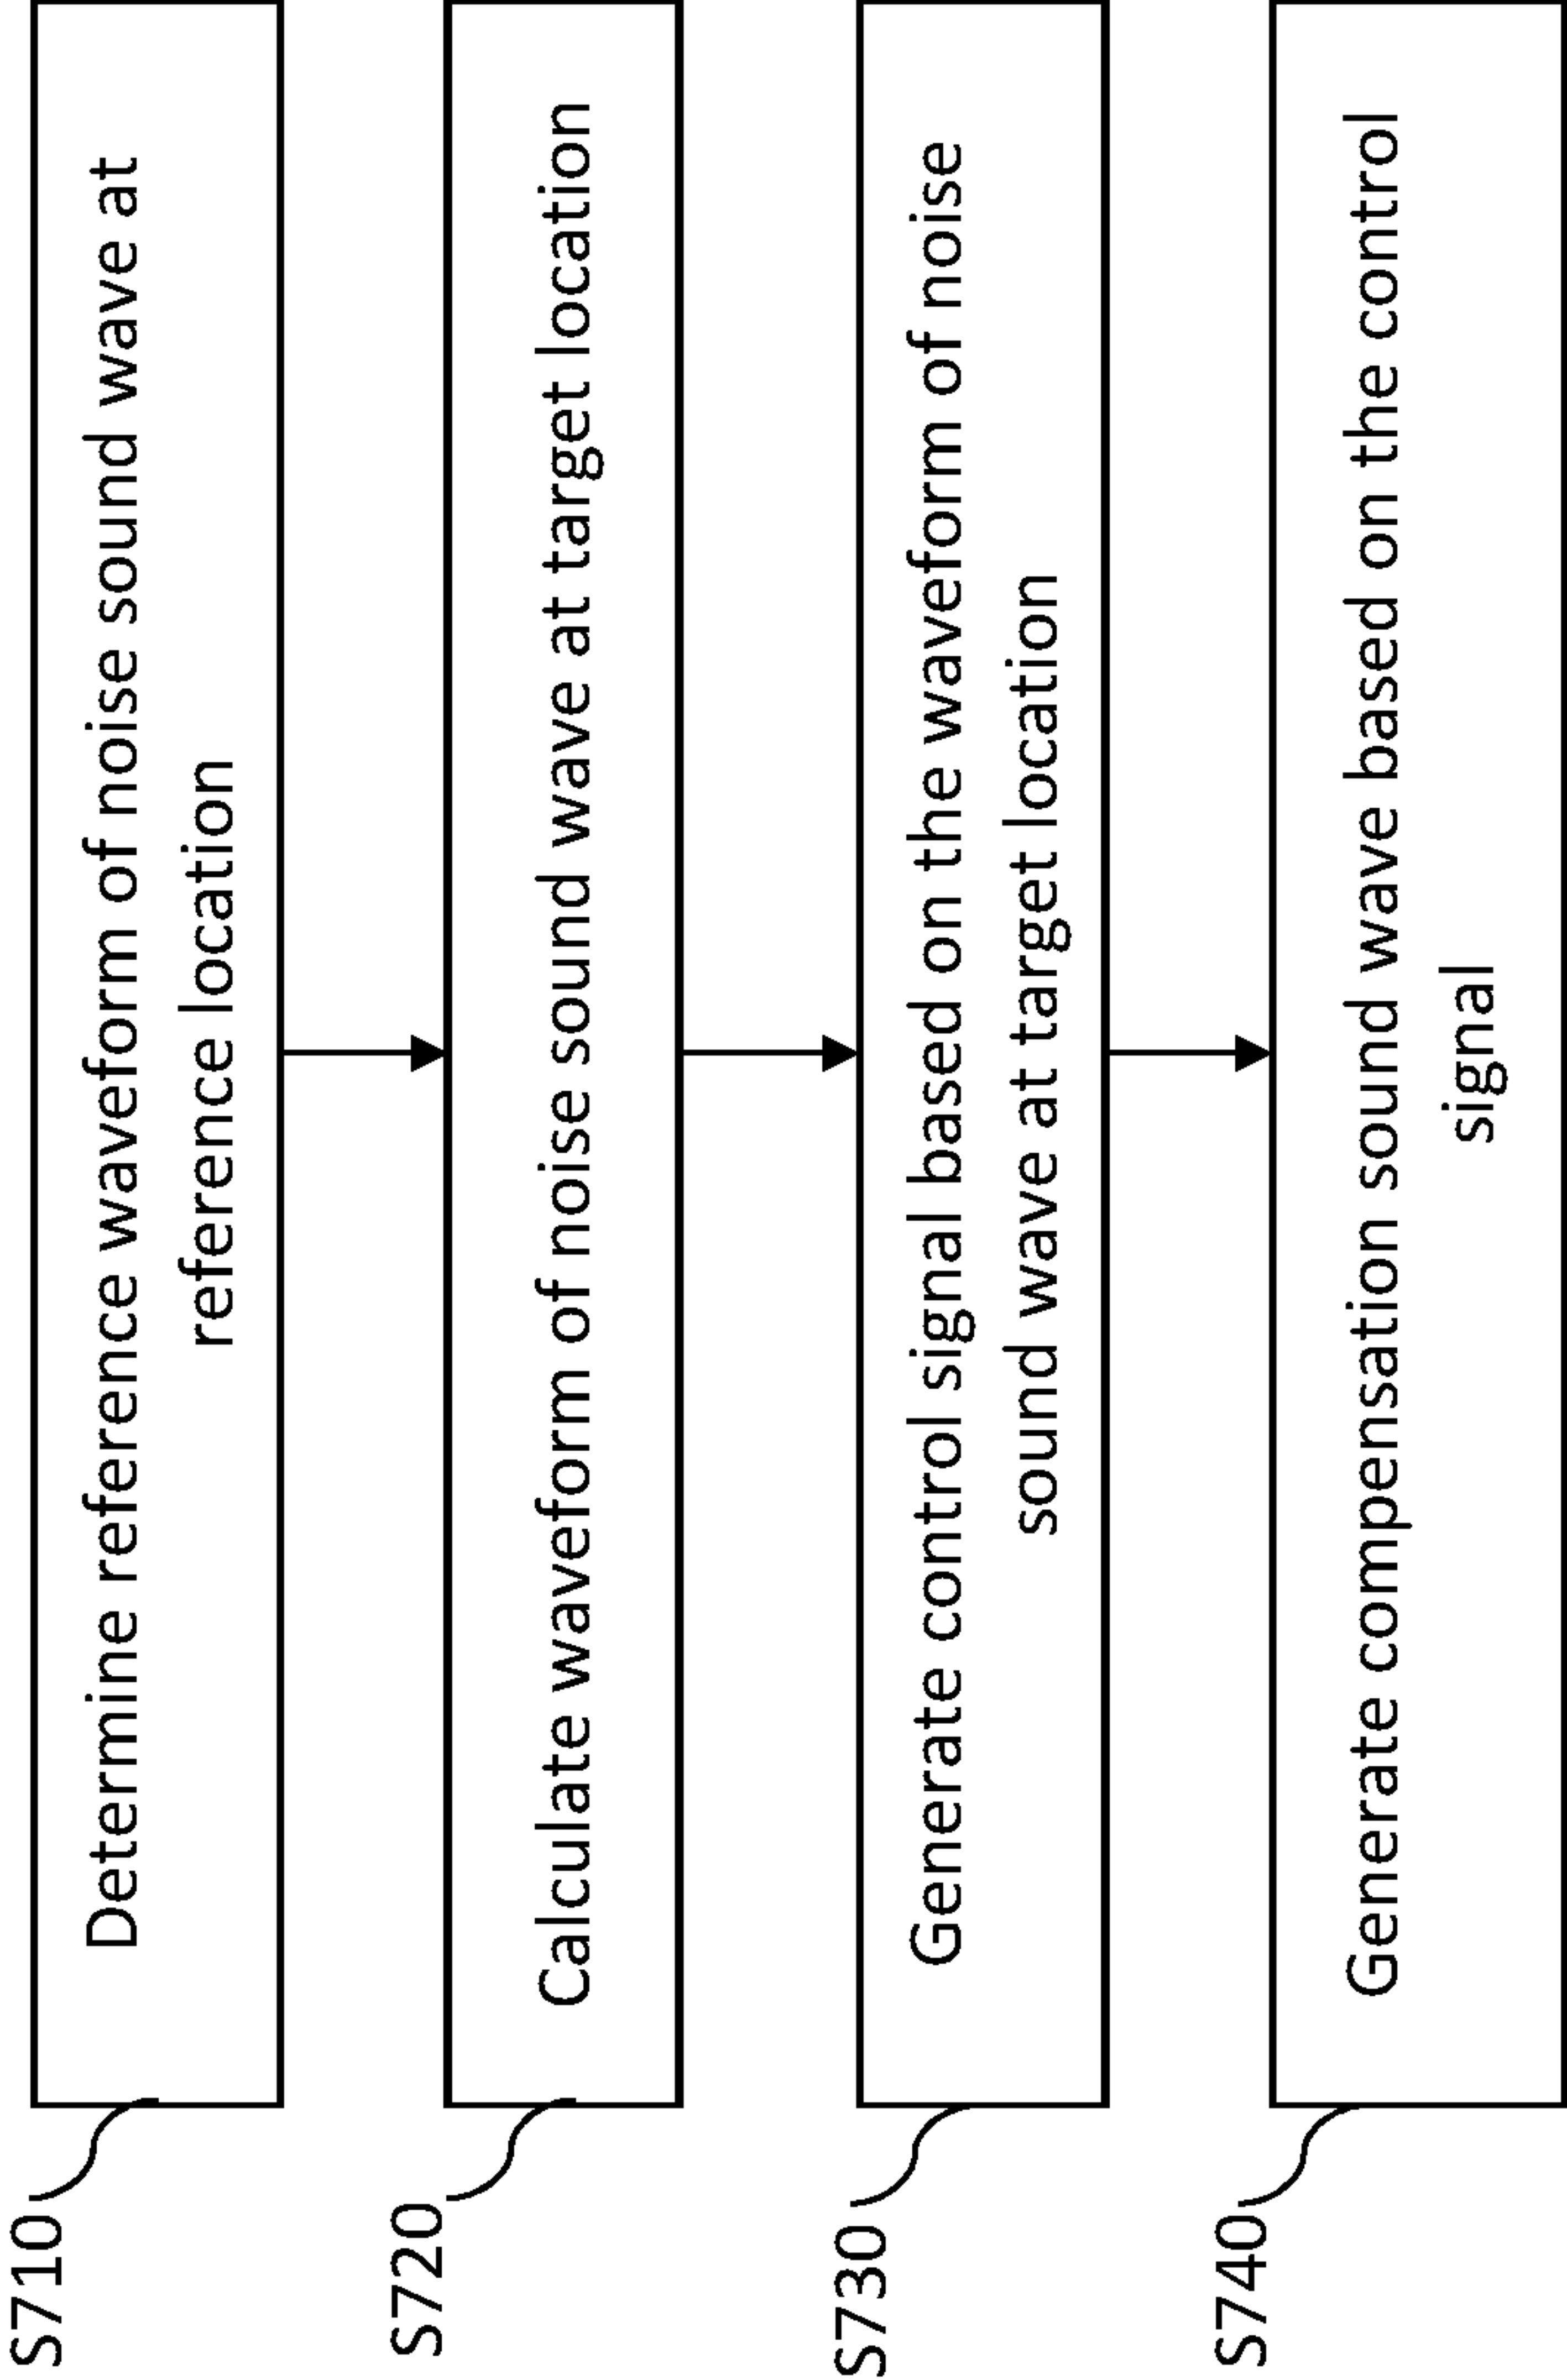 S710
Determine reference waveform of noise sound wave at
reference location
S720
Calculate waveform of noise sound wave at target location
S730
Generate control signal based on the waveform of noise
sound wave at target location
S740
Generate compensation sound wave based on the control
signal